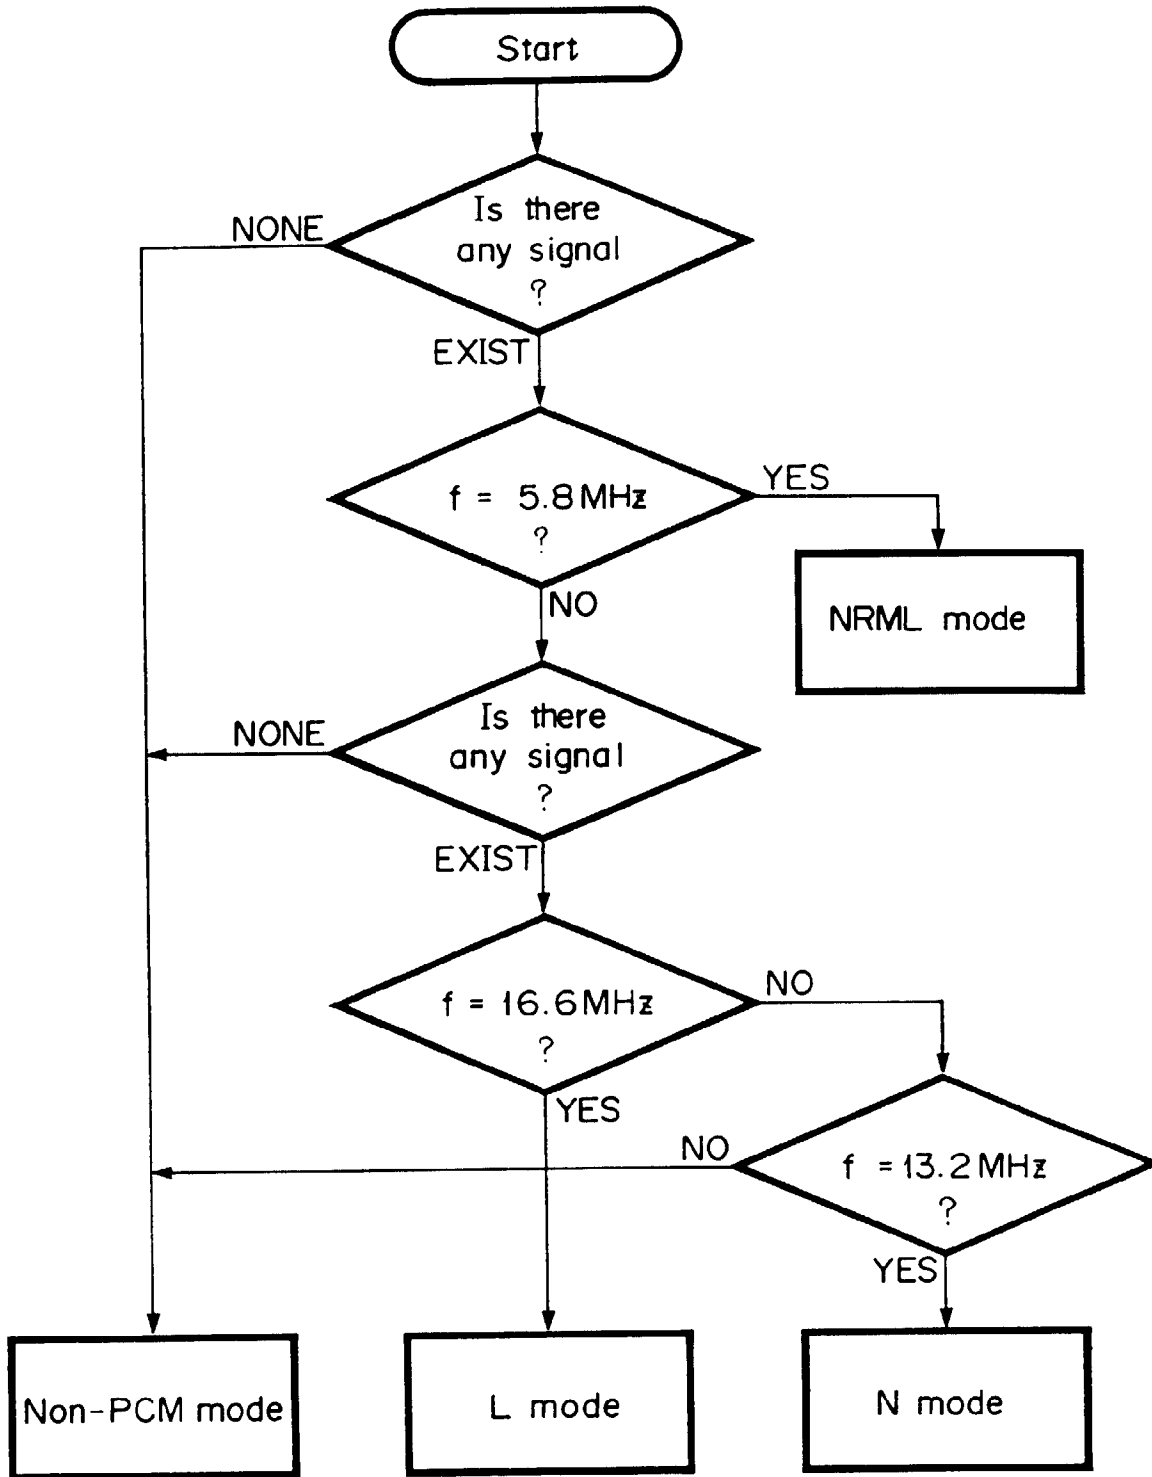 Start
Is there
any signal
?
NONE
EXIST
f = 5.8MHz
?
YES
NO
NRML mode
Is there
any signal
?
NONE
EXIST
f = 16.6MHz
?
NO
YES
f = 13.2MHz
?
NO
YES
Non-PCM mode
L mode
N mode